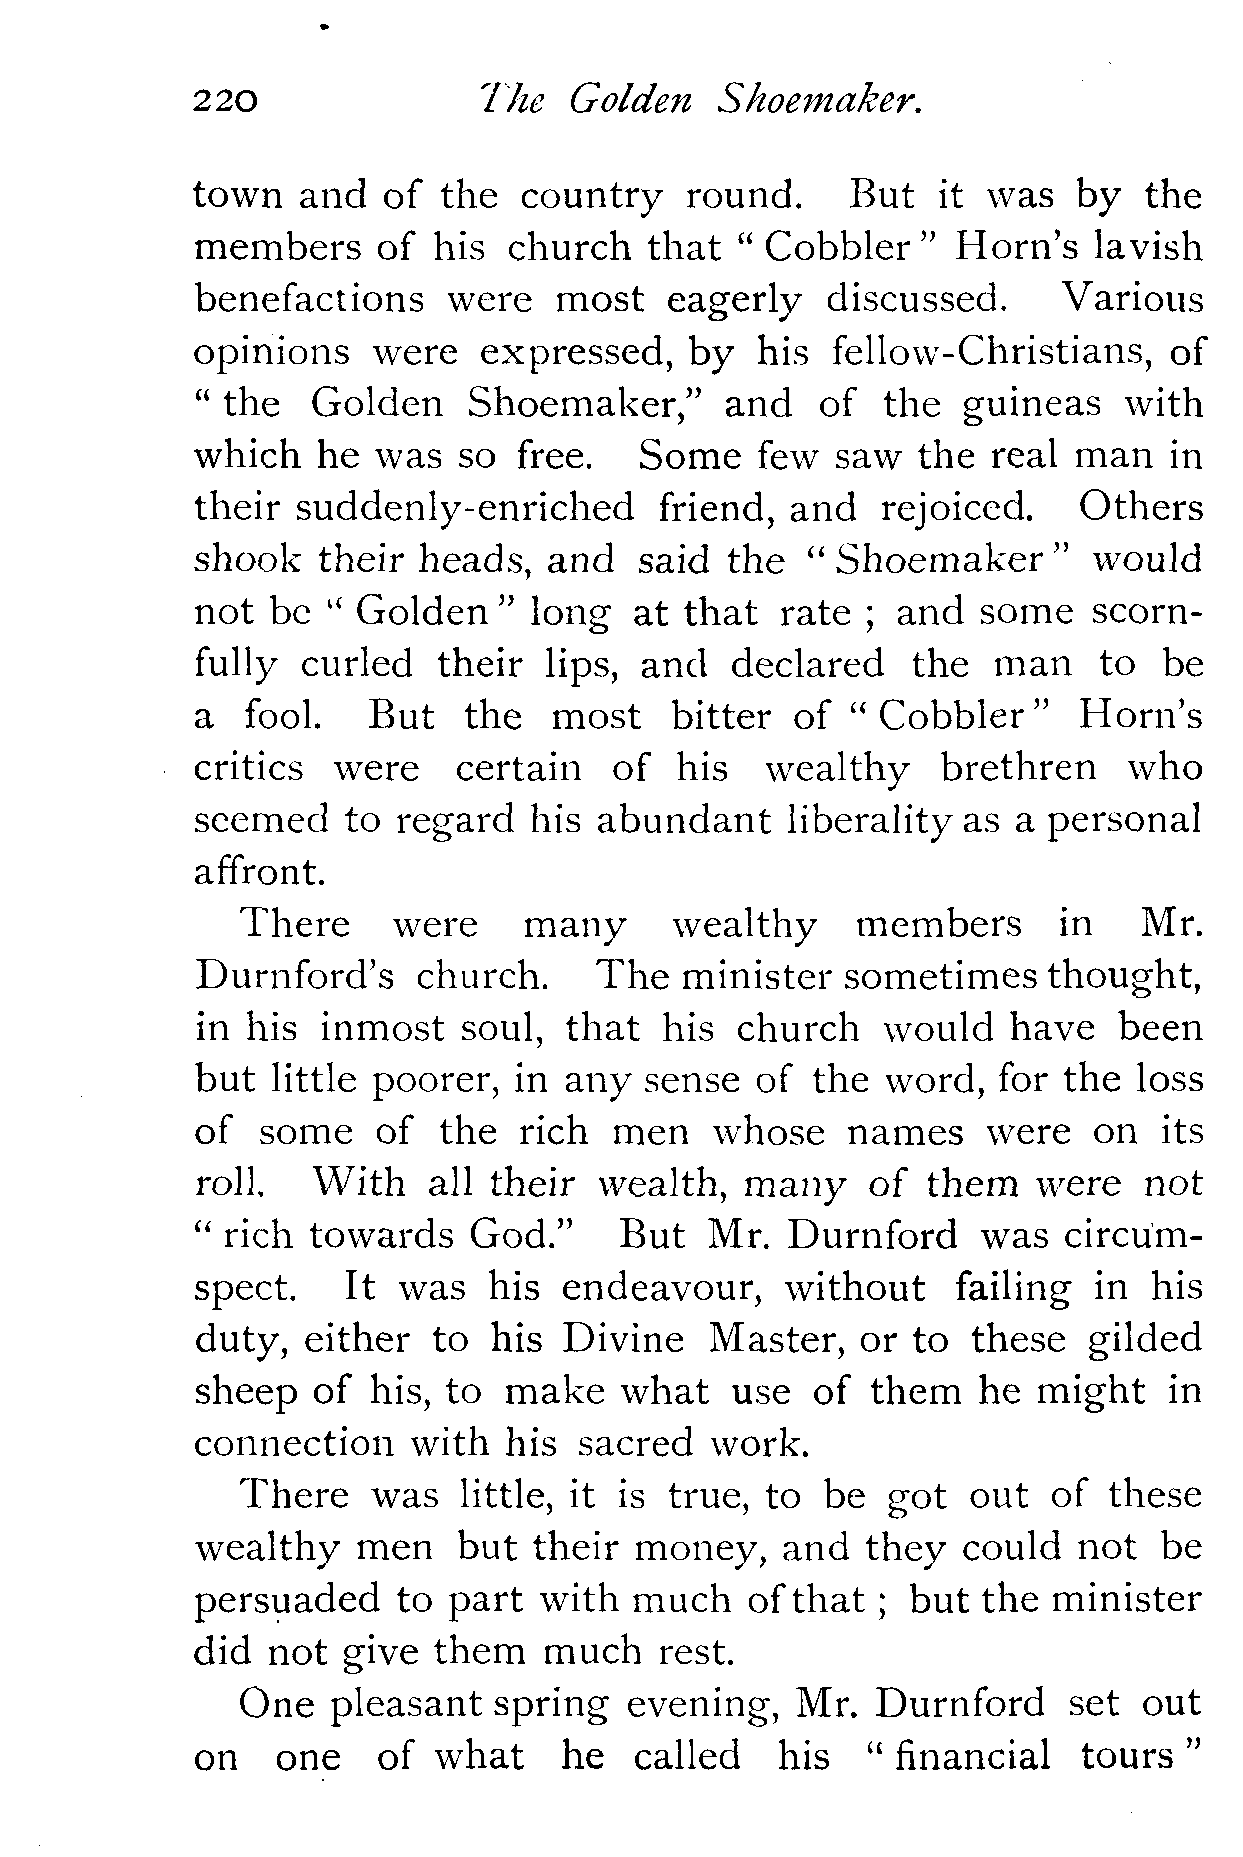 220 The Golden Shoemaker.
town and of the country round. But it was by the
members of his church that " Cobbler " Horn's lavish
benefactions were most eagerly discussed. Various
opinions were expressed, by his fellow-Christians, of
" the Golden Shoemaker," and of the guineas with
which he was so free. Some few saw the real man in
their suddenly-enriched friend, and rejoiced. Others
shook their heads, and said the " Shoemaker " would
not be " Golden " long at that rate ; and some scorn-
fully curled their lips, and declared the man to be
a fool. But the most bitter of " Cobbler " Horn's
critics were certain of his wealthy brethren who
seemed to regard his abundant liberality as a personal
affront.
There were many wealthy members in Mr.
Durnford's church. The minister sometimes thought,
in his inmost soul, that his church would have been
but little poorer, in any sense of the word, for the loss
of some of the rich men whose names were on its
roll. With all their wealth, many of them were not
" rich towards God." But Mr. Durnford was circum-
spect. It was his endeavour, without failing in his
duty, either to his Divine Master, or to these gilded
sheep of his, to make what use of them he might in
connection with his sacred work.
There was little, it is true, to be got out of these
wealthy men but their money, and they could not be
persuaded to part with much of that ; but the minister
did not give them much rest.
One pleasant spring evening, Mr. Durnford set out
on one of what he called his " financial tours "